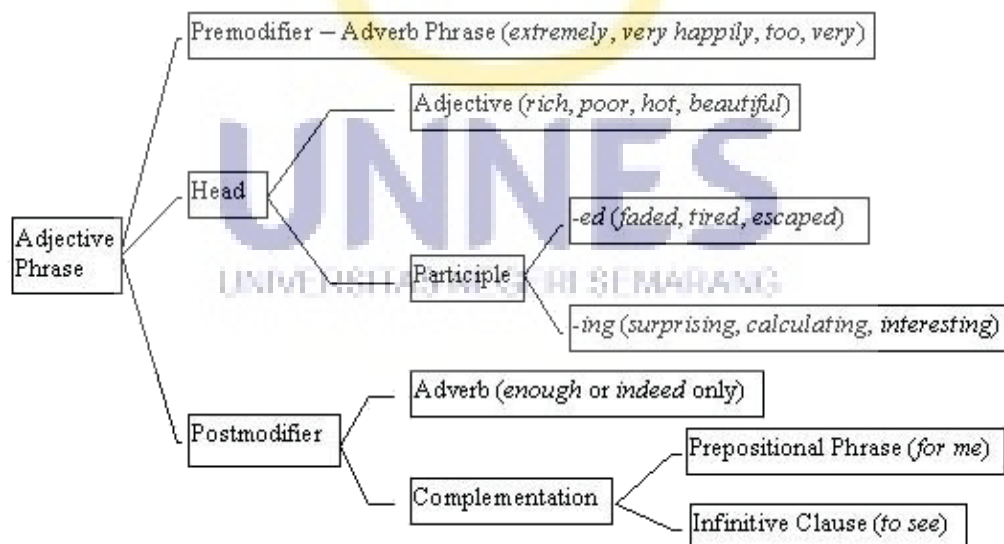 Premodifier – Adverb Phrase (extremely, very happily, too, very)
Adjective (rich, poor, hot, beautiful)
UNNES
Head
-ed (faded, tired, escaped)
Adjective
Phrase
Participle
UNIVERSITAS NEGERI SEMARANG
-ing (surprising, calculating, interesting)
Adverb (enough or indeed only)
Postmodifier
Prepositional Phrase (for me)
Complementation
Infinitive Clause (to see)